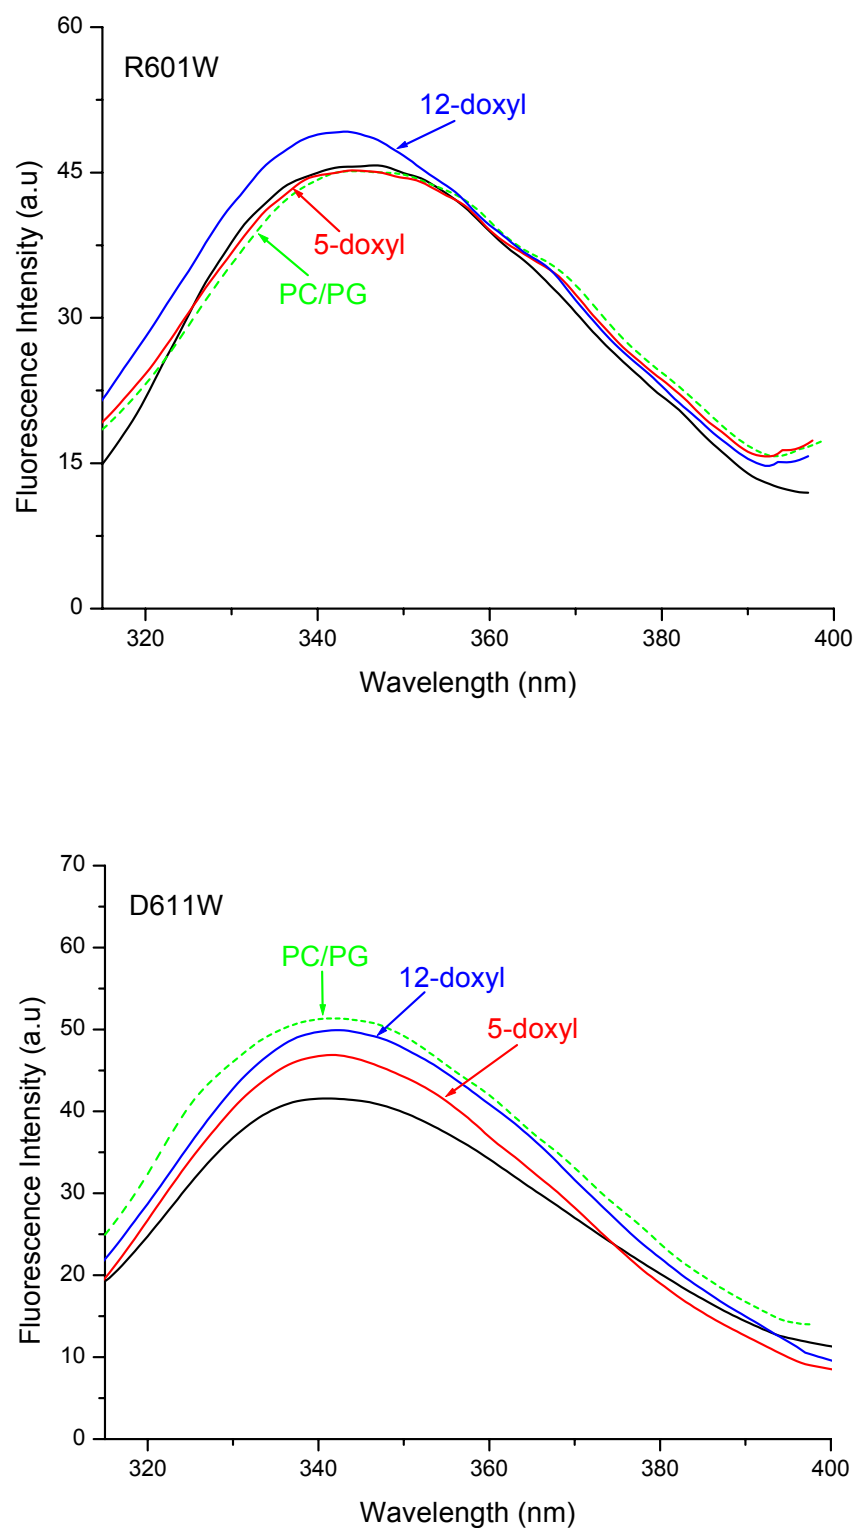 60
R601W
12-doxyl
45
5-doxyl
PC/PG
30
15
0
320 340 360 380 400
Fluorescence Intensity (a.u)
Wavelength (nm)
70
D611W
PC/PG
60
12-doxyl
5-doxyl
50
40
30
20
10
0
320 340 360 380 400
Fluorescence Intensity (a.u)
Wavelength (nm)